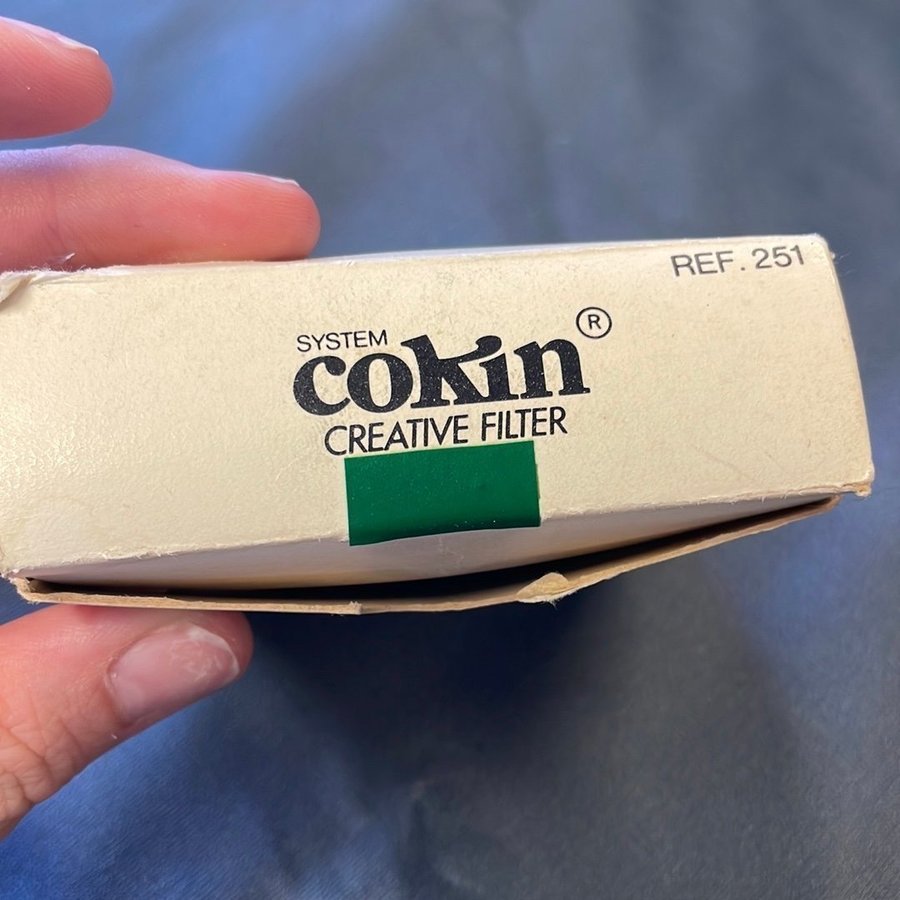 REF. 251
SYSTEM
cokin®
CREATIVE FILTER